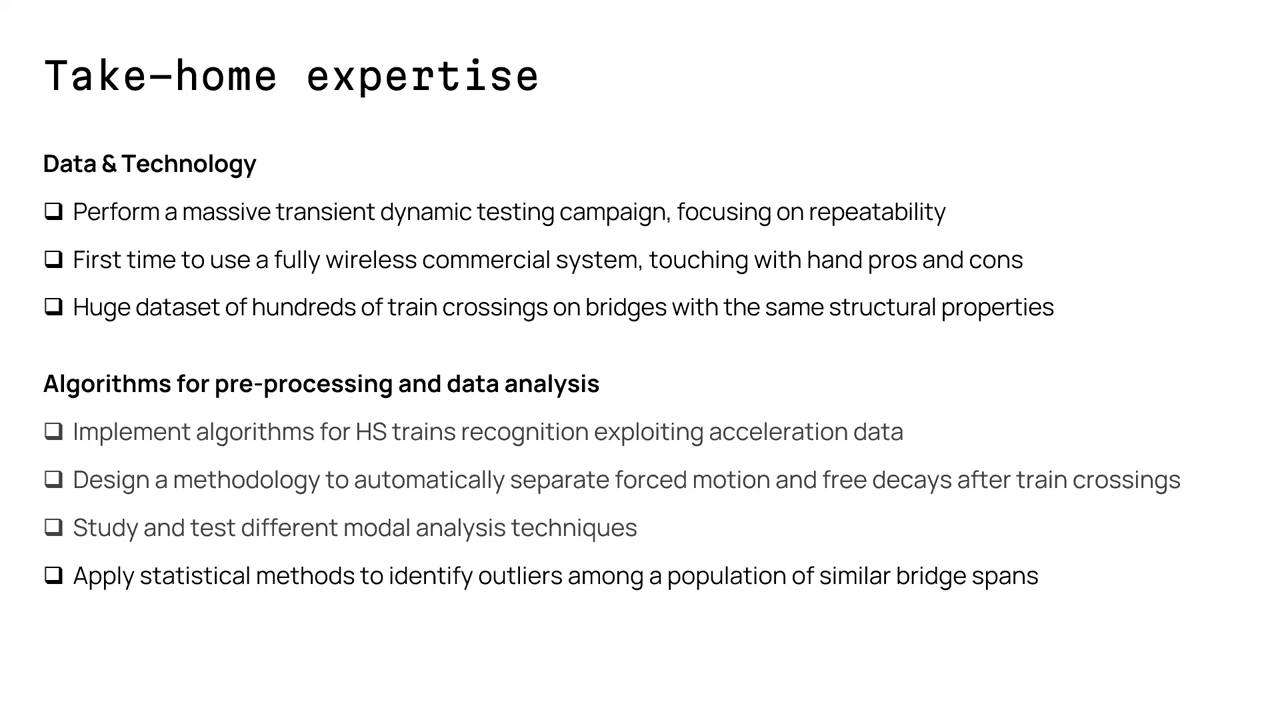 Take-home expertise
Data & Technology
❑ Perform a massive transient dynamic testing campaign, focusing on repeatability
❑ First time to use a fully wireless commercial system, touching with hand pros and cons
❑ Huge dataset of hundreds of train crossings on bridges with the same structural properties
Algorithms for pre-processing and data analysis
❑ Implement algorithms for HS trains recognition exploiting acceleration data
❑ Design a methodology to automatically separate forced motion and free decays after train crossings
❑ Study and test different modal analysis techniques
❑ Apply statistical methods to identify outliers among a population of similar bridge spans